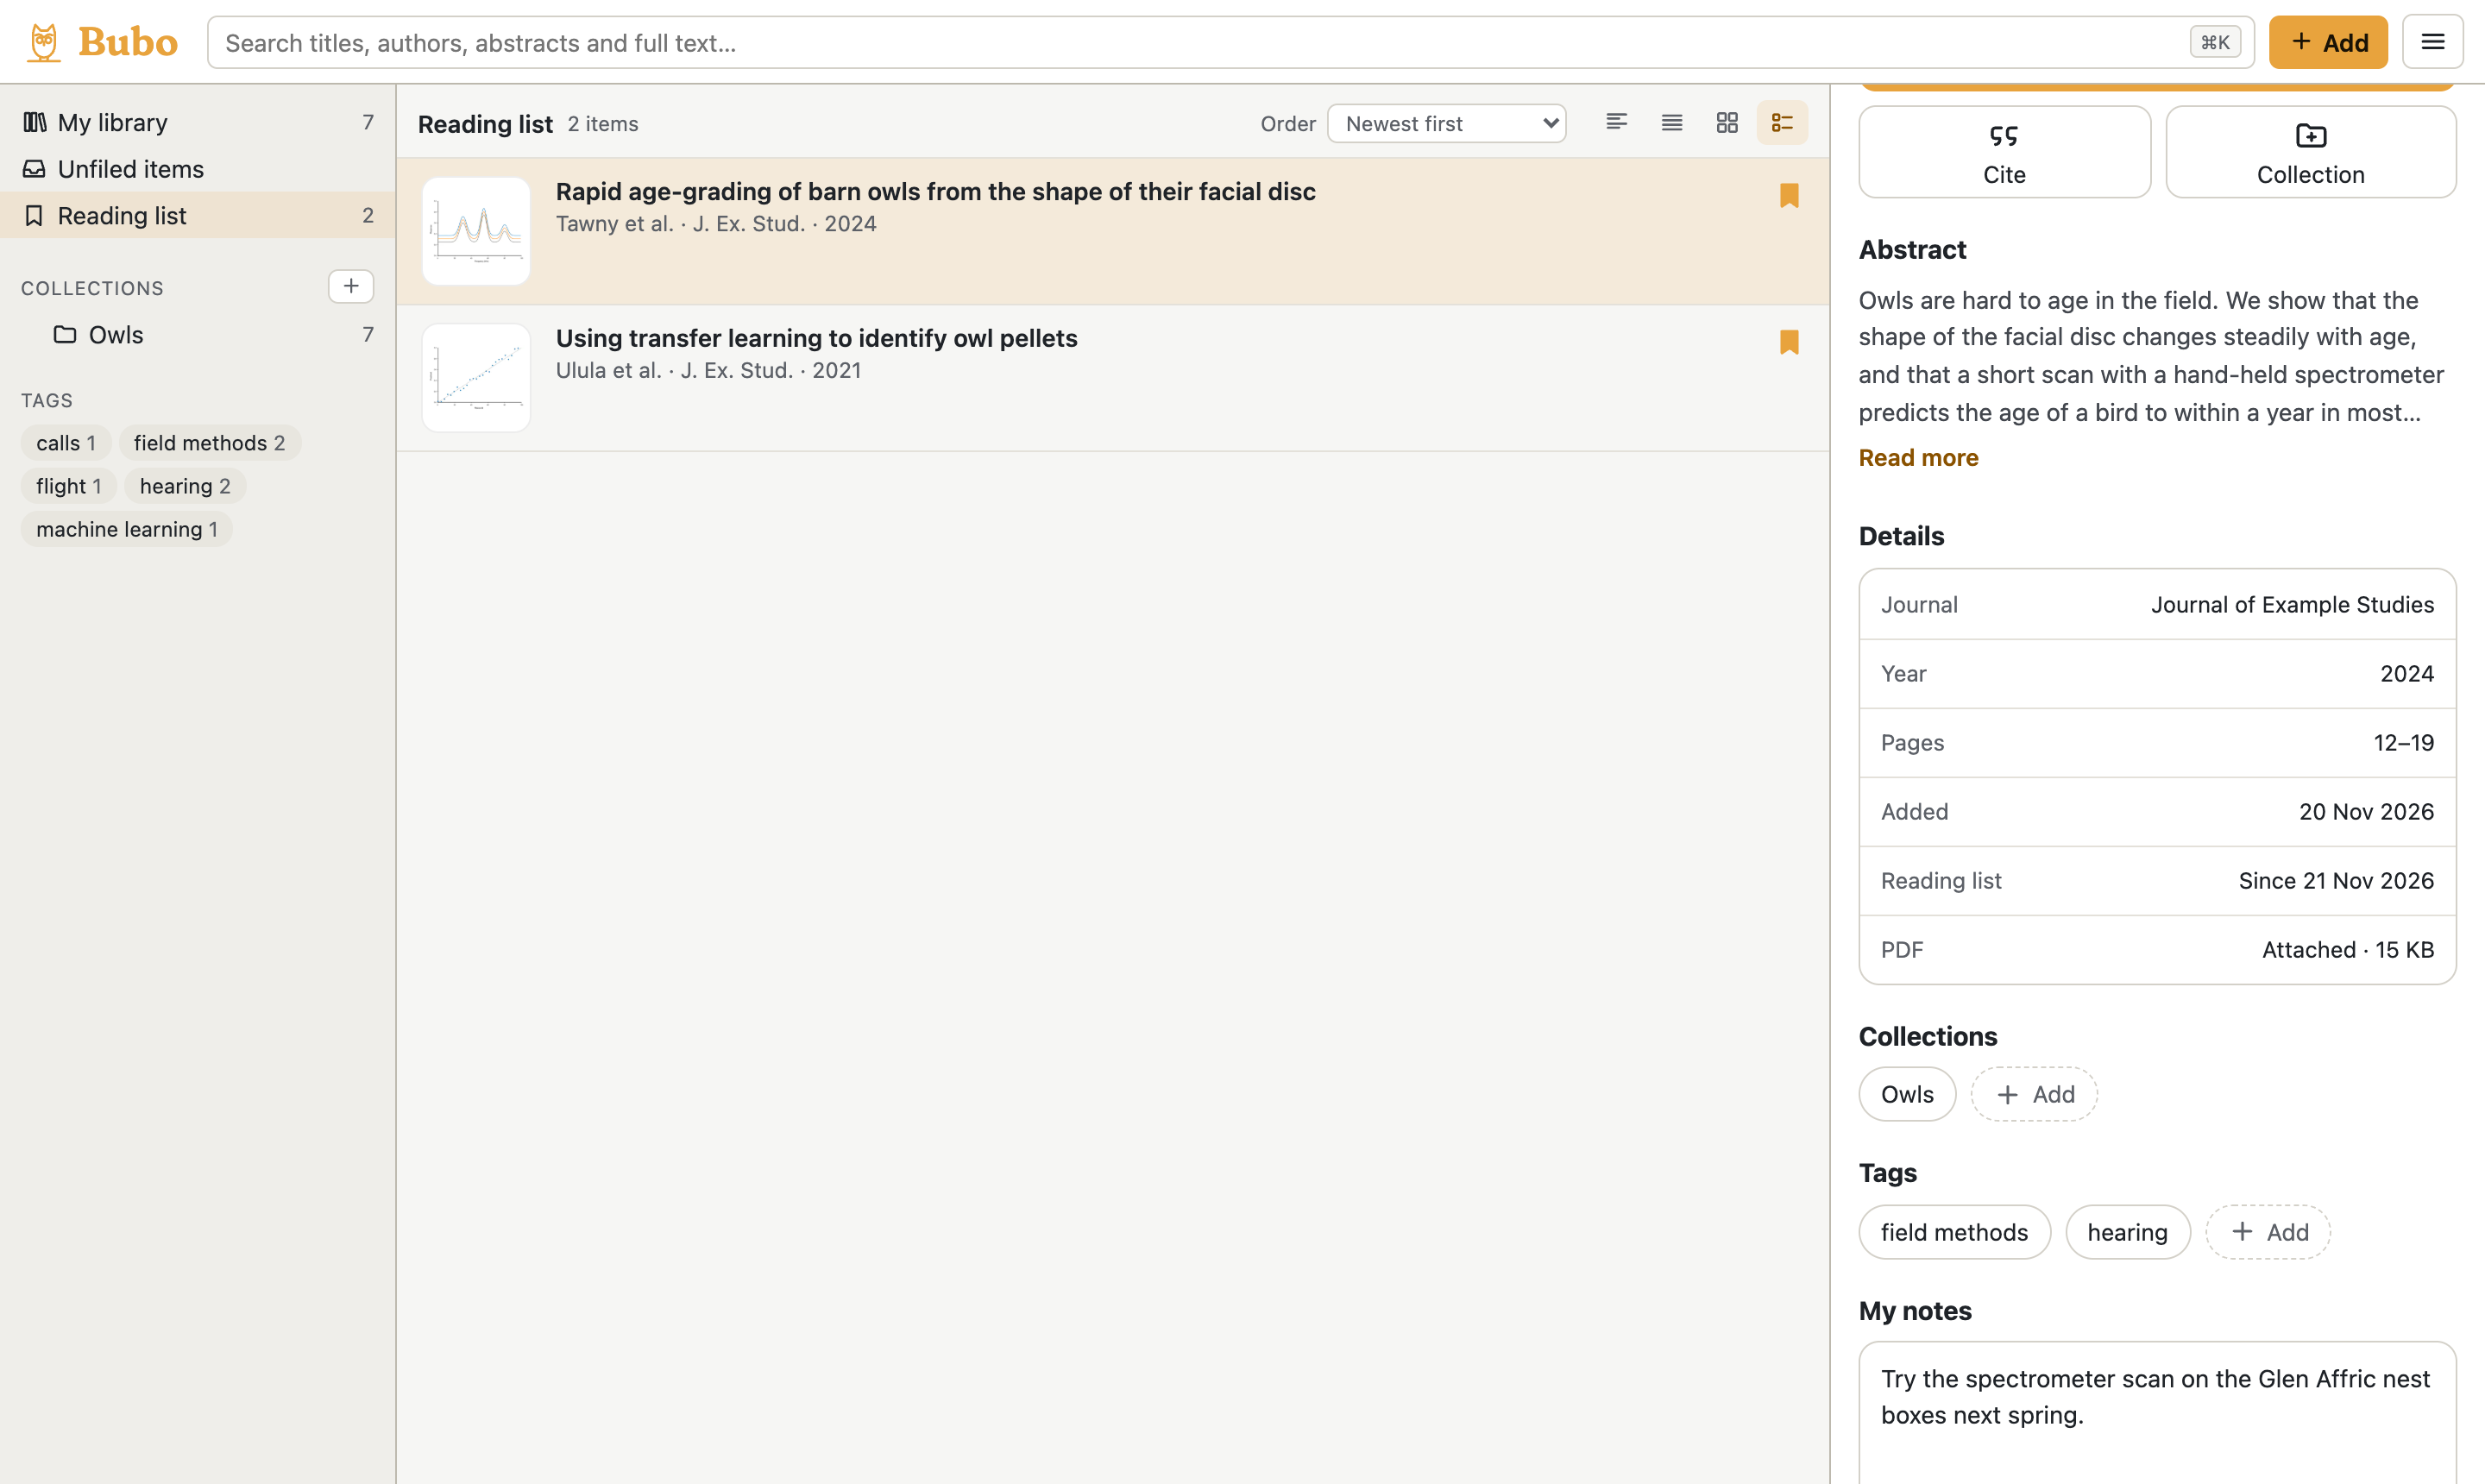 Bubo
Search titles, authors, abstracts and full text...
⌘K
+ Add
My library 7
Unfiled items
Reading list 2
COLLECTIONS
+
Owls 7
TAGS
calls 1
field methods 2
flight 1
hearing 2
machine learning 1
Reading list 2 items
Order Newest first
Rapid age-grading of barn owls from the shape of their facial disc
Tawny et al. · J. Ex. Stud. · 2024
Using transfer learning to identify owl pellets
Ulula et al. · J. Ex. Stud. · 2021
Cite
Collection
Abstract
Owls are hard to age in the field. We show that the
shape of the facial disc changes steadily with age,
and that a short scan with a hand-held spectrometer
predicts the age of a bird to within a year in most...
Read more
Details
Journal Journal of Example Studies
Year 2024
Pages 12–19
Added 20 Nov 2026
Reading list Since 21 Nov 2026
PDF Attached · 15 KB
Collections
Owls
+ Add
Tags
field methods
hearing
+ Add
My notes
Try the spectrometer scan on the Glen Affric nest
boxes next spring.